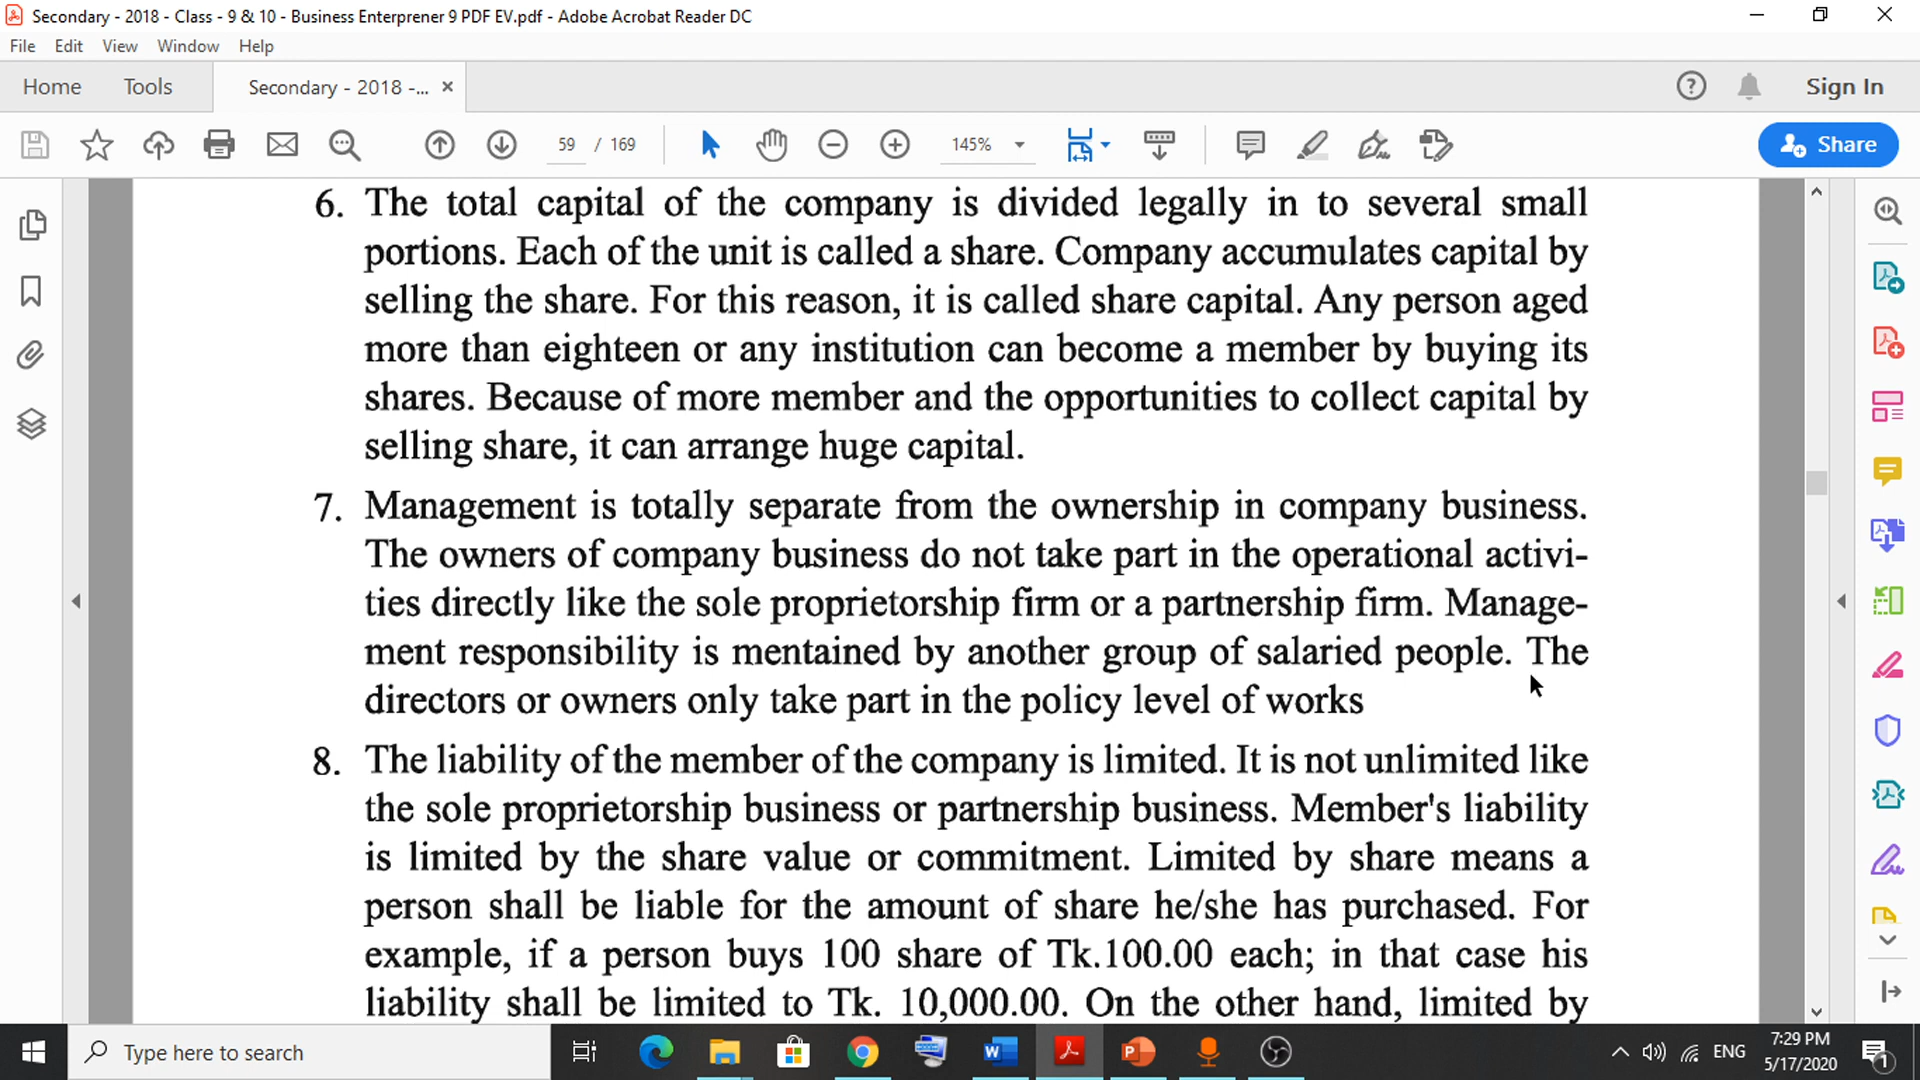 Secondary - 2018 - Class - 9 & 10 - Business Enterprener 9 PDF EV.pdf - Adobe Acrobat Reader DC
File Edit View Window Help
Home Tools Secondary - 2018 -... × Sign In
59 / 169 145% Share
6. The total capital of the company is divided legally in to several small
portions. Each of the unit is called a share. Company accumulates capital by
selling the share. For this reason, it is called share capital. Any person aged
more than eighteen or any institution can become a member by buying its
shares. Because of more member and the opportunities to collect capital by
selling share, it can arrange huge capital.
7. Management is totally separate from the ownership in company business.
The owners of company business do not take part in the operational activi-
ties directly like the sole proprietorship firm or a partnership firm. Manage-
ment responsibility is mentained by another group of salaried people. The
directors or owners only take part in the policy level of works
8. The liability of the member of the company is limited. It is not unlimited like
the sole proprietorship business or partnership business. Member's liability
is limited by the share value or commitment. Limited by share means a
person shall be liable for the amount of share he/she has purchased. For
example, if a person buys 100 share of Tk.100.00 each; in that case his
liability shall be limited to Tk. 10,000.00. On the other hand, limited by
Type here to search
ENG
7:29 PM
5/17/2020
1